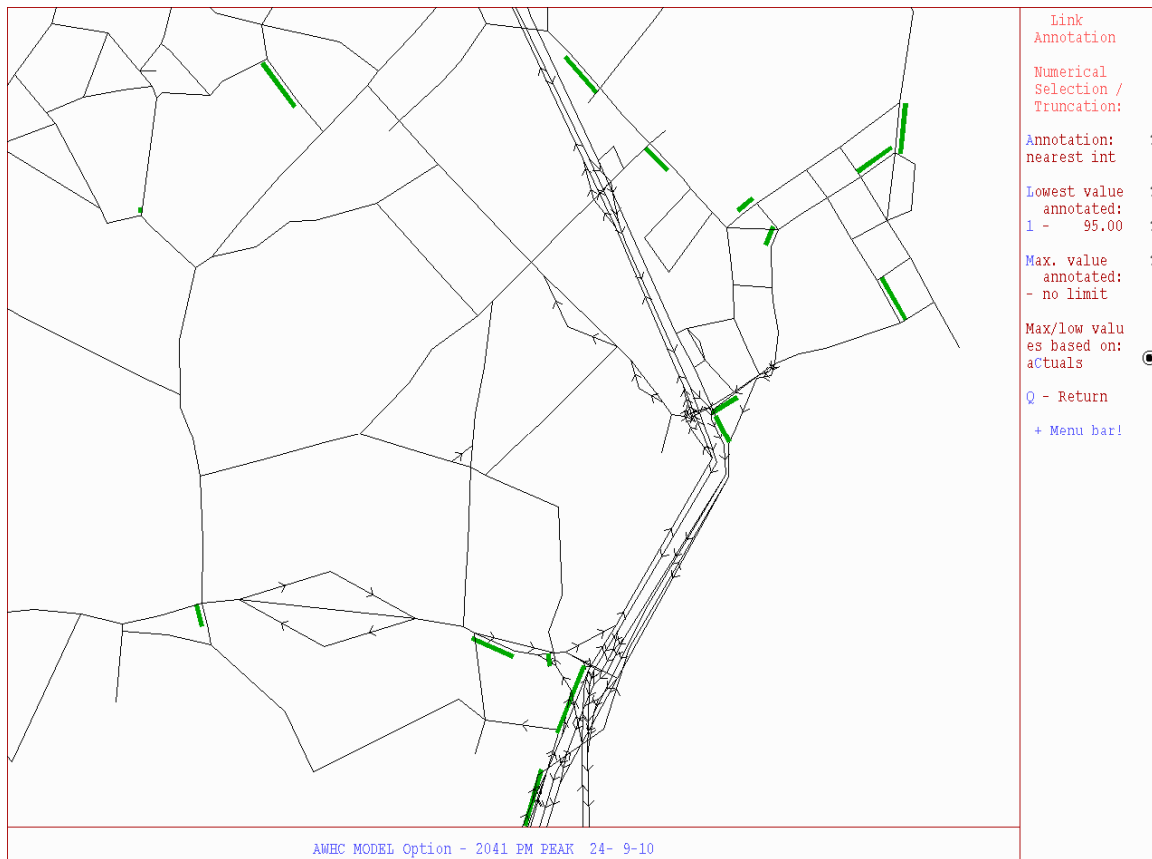 Link
Annotation
Numerical
Selection /
Truncation:
Annotation:
nearest int
Lowest value
annotated:
1 - 95.00
Max. value
annotated:
- no limit
Max/low valu
es based on:
aCtuals
Q - Return
+ Menu bar!
AWHC MODEL Option - 2041 PM PEAK 24- 9-10